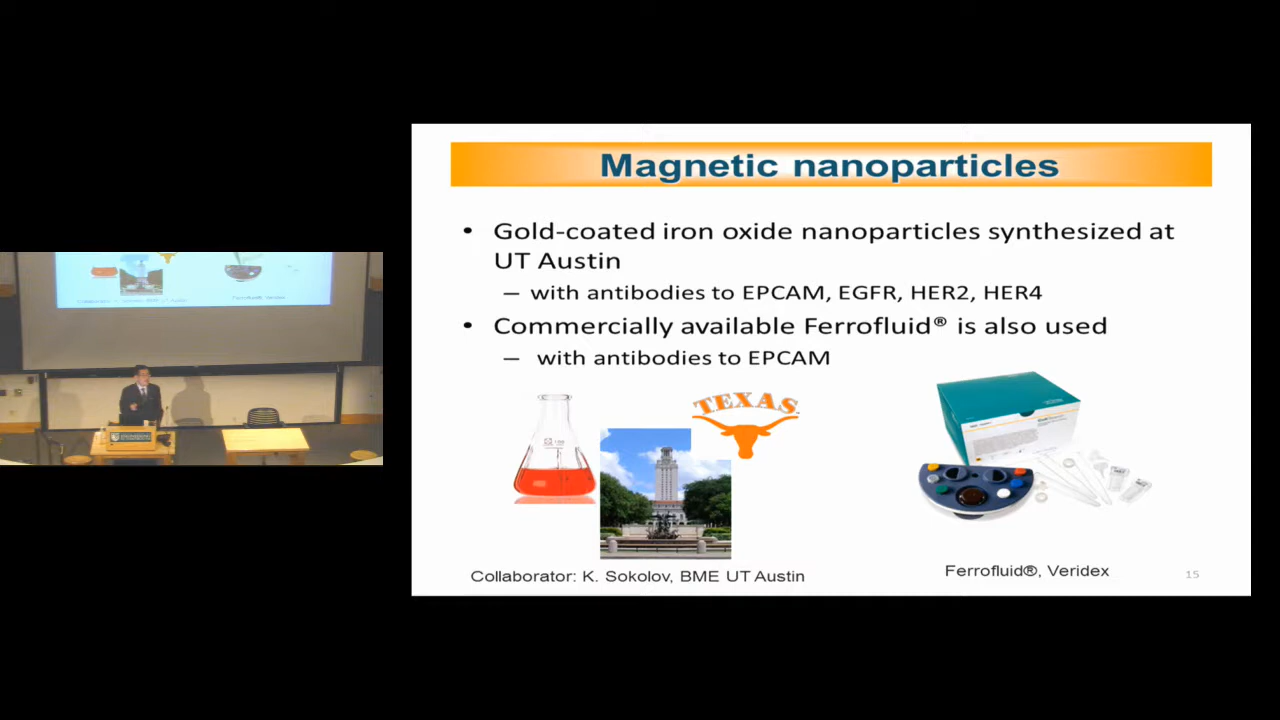 Magnetic nanoparticles
• Gold-coated iron oxide nanoparticles synthesized at
UT Austin
– with antibodies to EPCAM, EGFR, HER2, HER4
• Commercially available Ferrofluid® is also used
– with antibodies to EPCAM
TEXAS
Collaborator: K. Sokolov, BME UT Austin
Ferrofluid®, Veridex
15